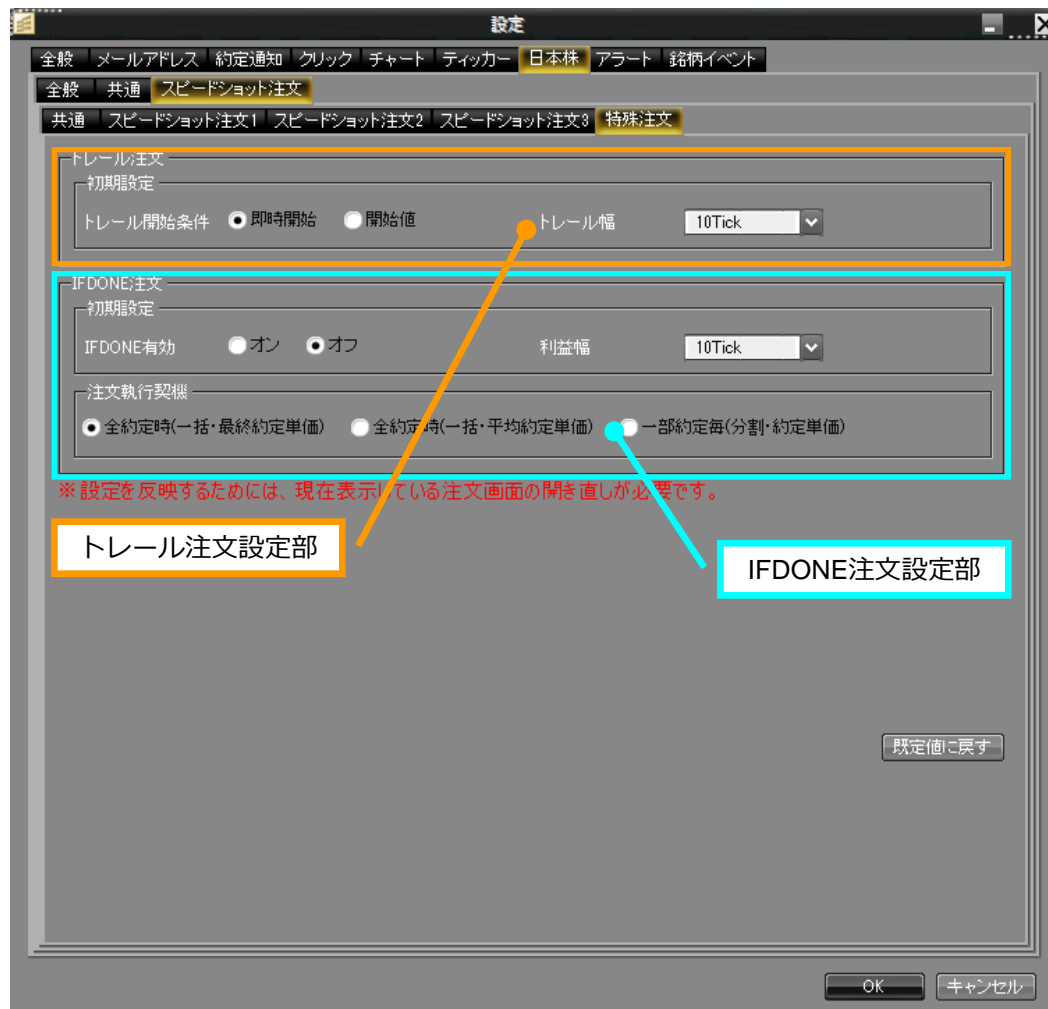 設定
全般 メールアドレス 約定通知 クリック チャート ティッカー 日本株 アラート 銘柄イベント
全般 共通 スピードショット注文
共通 スピードショット注文1 スピードショット注文2 スピードショット注文3 特殊注文
トレール注文
初期設定
トレール開始条件 即時開始 開始値 トレール幅 10Tick
IFDONE注文
初期設定
IFDONE有効 オン オフ 利益幅 10Tick
注文執行契機
全約定時(一括・最終約定単価) 全約定時(一括・平均約定単価) 一部約定毎(分割・約定単価)
※設定を反映するためには、現在表示している注文画面の開き直しが必要です。
トレール注文設定部
IFDONE注文設定部
既定値に戻す
OK キャンセル